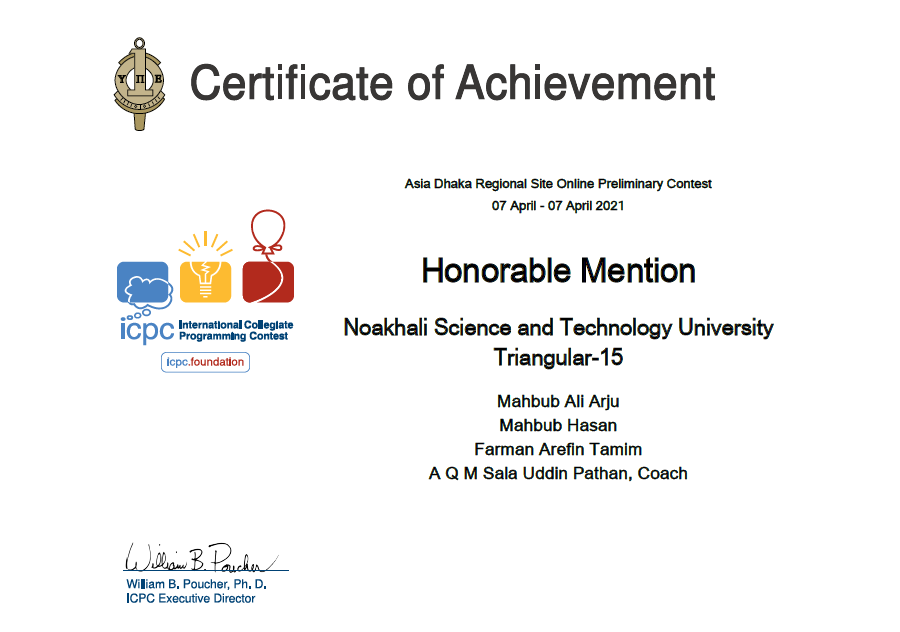 Υ Π Ε
Certificate of Achievement
Asia Dhaka Regional Site Online Preliminary Contest
07 April - 07 April 2021
Honorable Mention
Noakhali Science and Technology University
Triangular-15
Mahbub Ali Arju
Mahbub Hasan
Farman Arefin Tamim
A Q M Sala Uddin Pathan, Coach
icpc International Collegiate
Programming Contest
icpc.foundation
William B. Poucher
William B. Poucher, Ph. D.
ICPC Executive Director